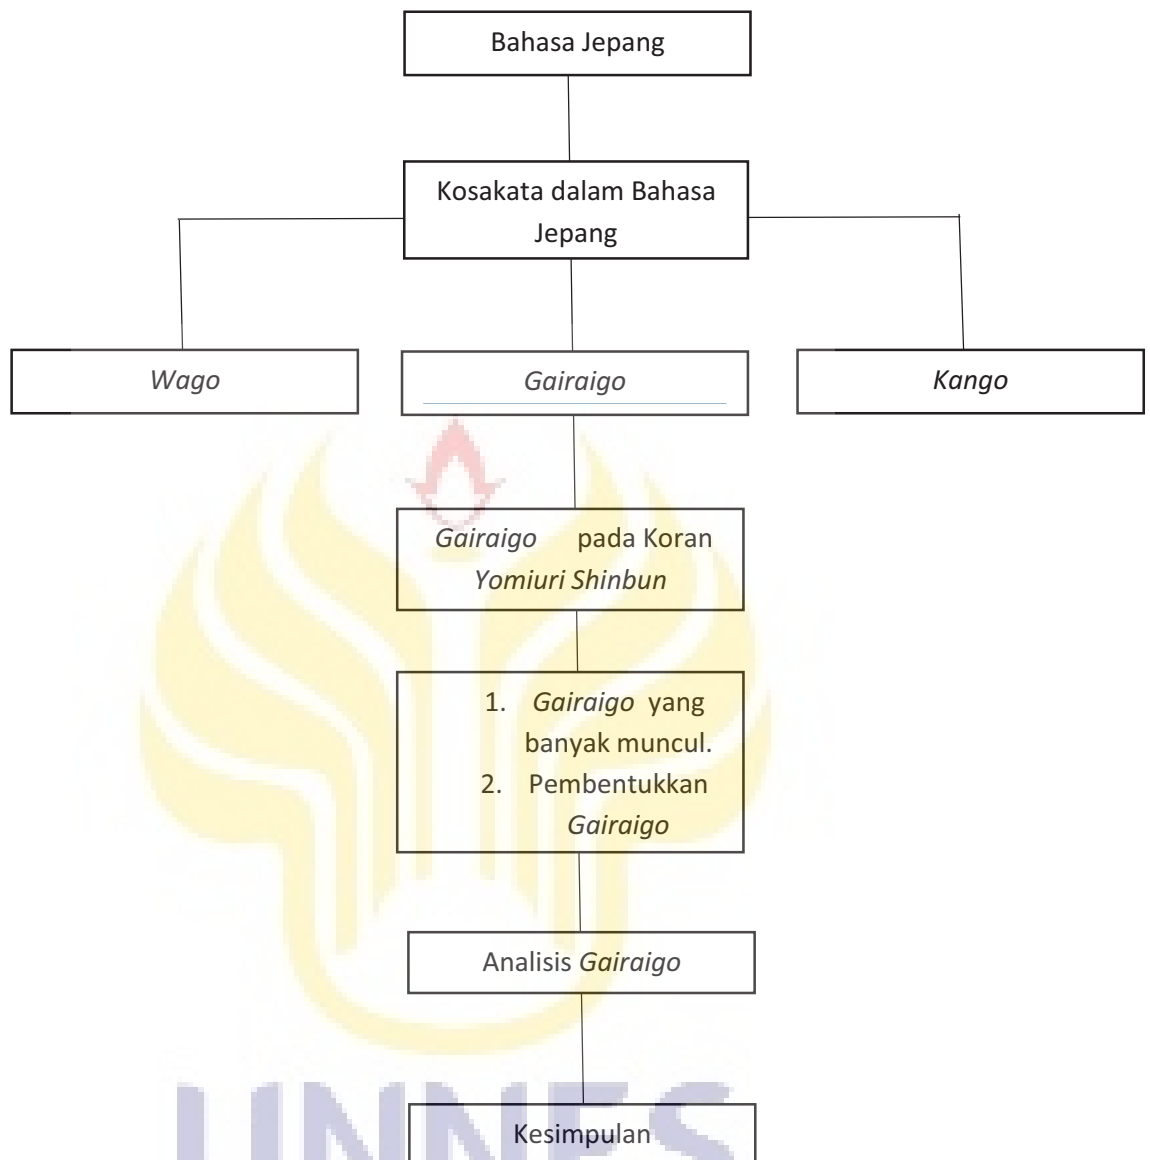 Bahasa Jepang
Kosakata dalam Bahasa
Jepang
Wago
Gairaigo
Kango
Gairaigo pada Koran
Yomiuri Shinbun
1. Gairaigo yang
banyak muncul.
2. Pembentukkan
Gairaigo
Analisis Gairaigo
UNNES
Kesimpulan